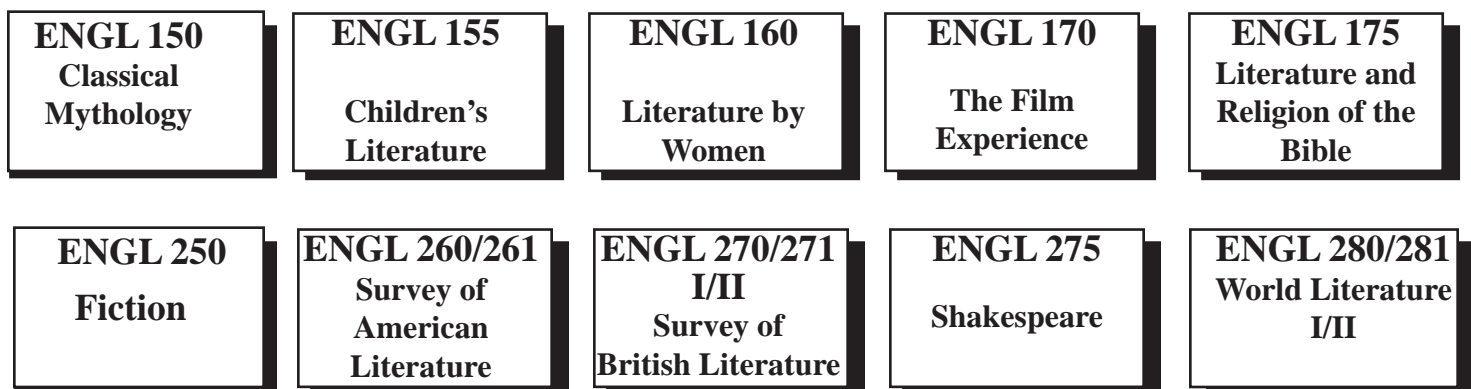 ENGL 150
Classical
Mythology
ENGL 155
Children’s
Literature
ENGL 160
Literature by
Women
ENGL 170
The Film
Experience
ENGL 175
Literature and
Religion of the
Bible
ENGL 250
Fiction
ENGL 260/261
Survey of
American
Literature
ENGL 270/271
I/II
Survey of
British Literature
ENGL 275
Shakespeare
ENGL 280/281
World Literature
I/II